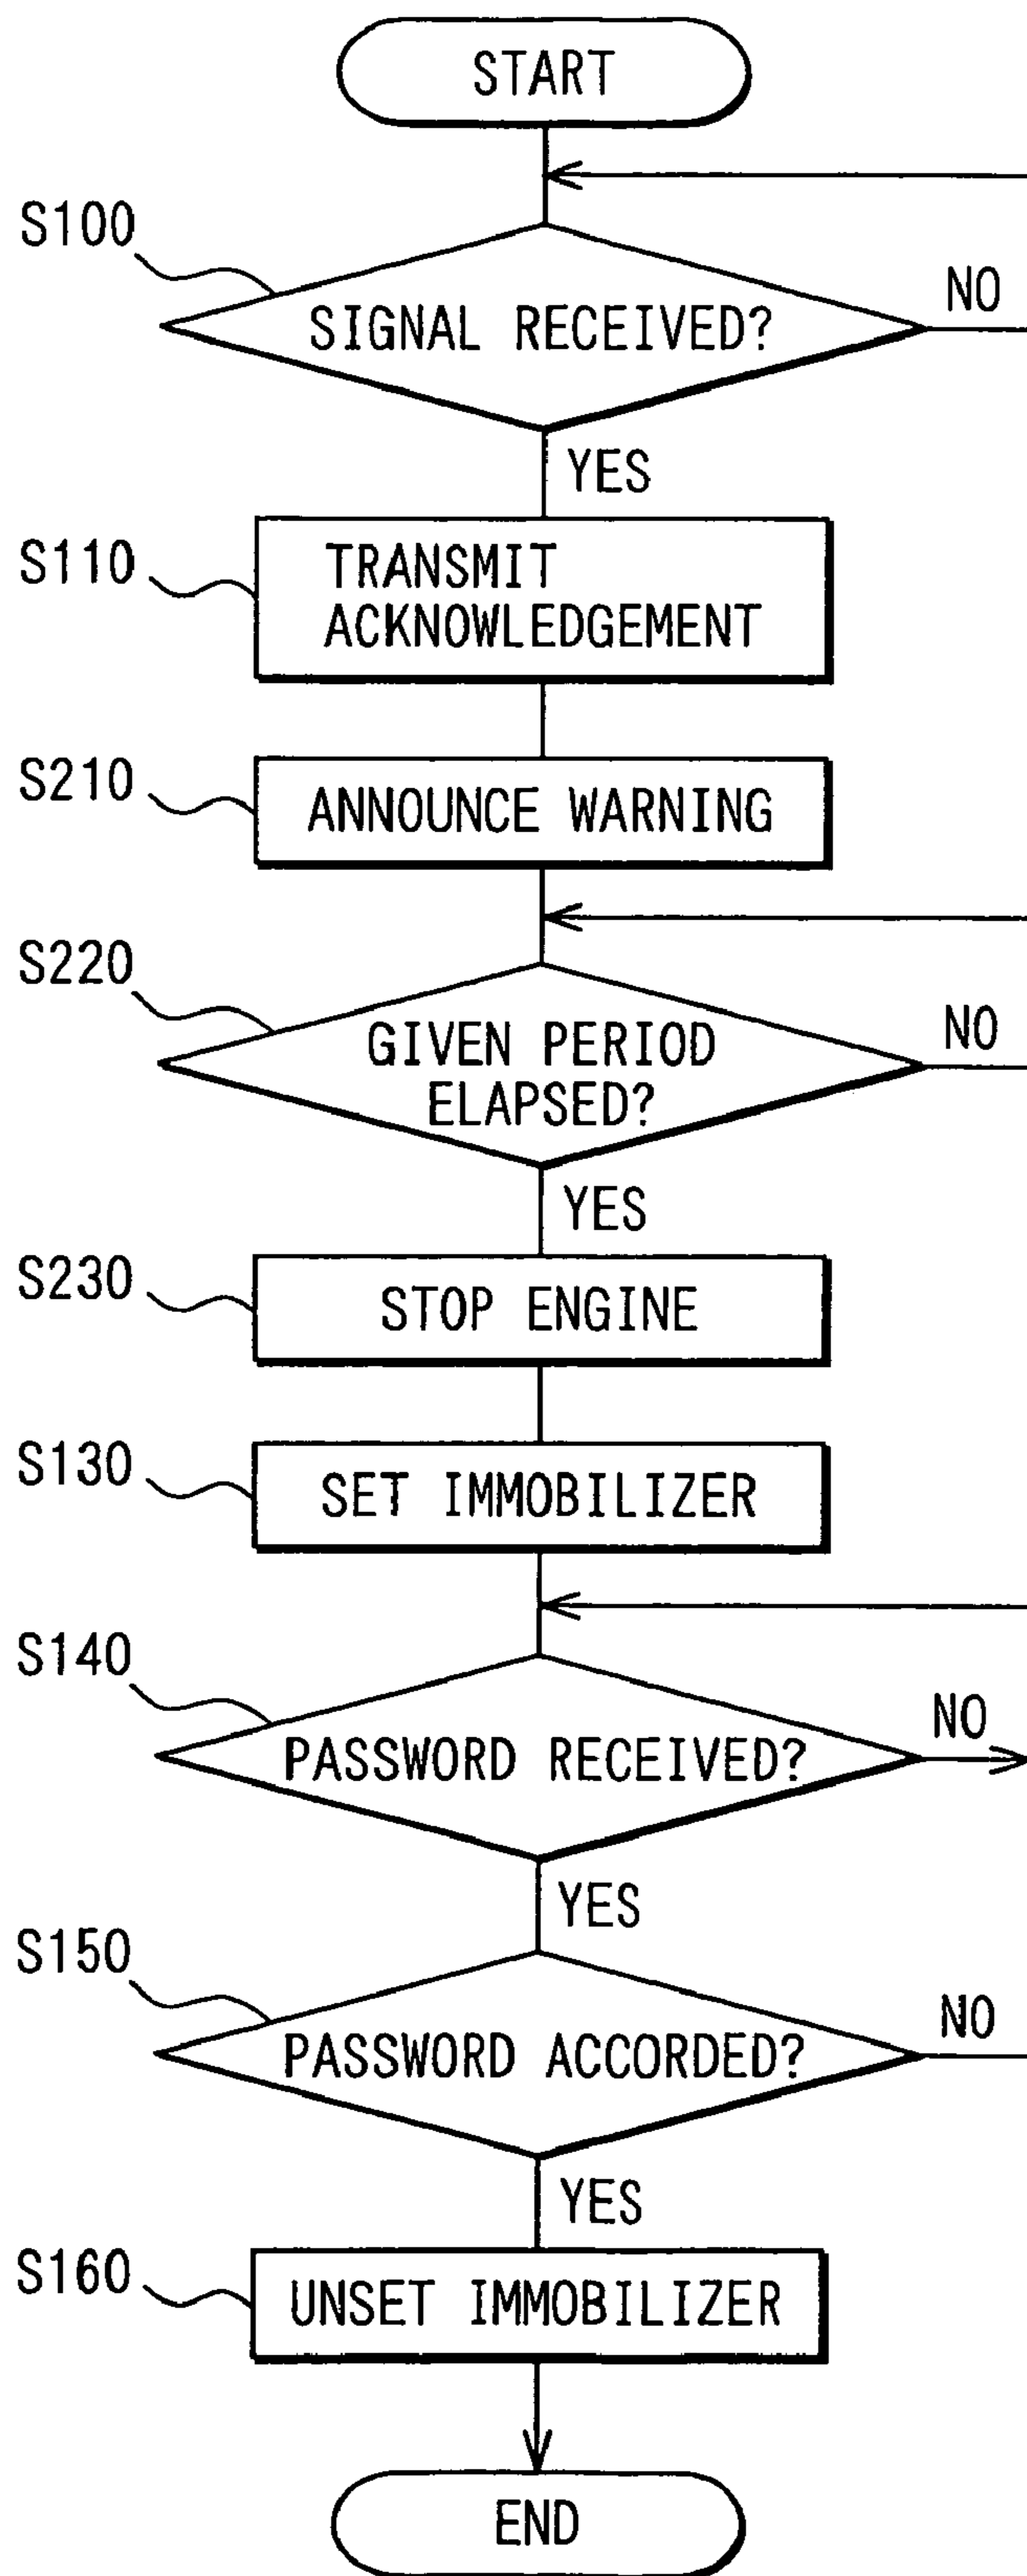 START
S100
SIGNAL RECEIVED?
NO
YES
S110
TRANSMIT
ACKNOWLEDGEMENT
S210
ANNOUNCE WARNING
S220
GIVEN PERIOD
ELAPSED?
NO
YES
S230
STOP ENGINE
S130
SET IMMOBILIZER
S140
PASSWORD RECEIVED?
NO
YES
S150
PASSWORD ACCORDED?
NO
YES
S160
UNSET IMMOBILIZER
END